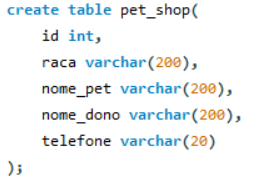 create table pet_shop(
    id int,
    raca varchar(200),
    nome_pet varchar(200),
    nome_dono varchar(200),
    telefone varchar(20)
);